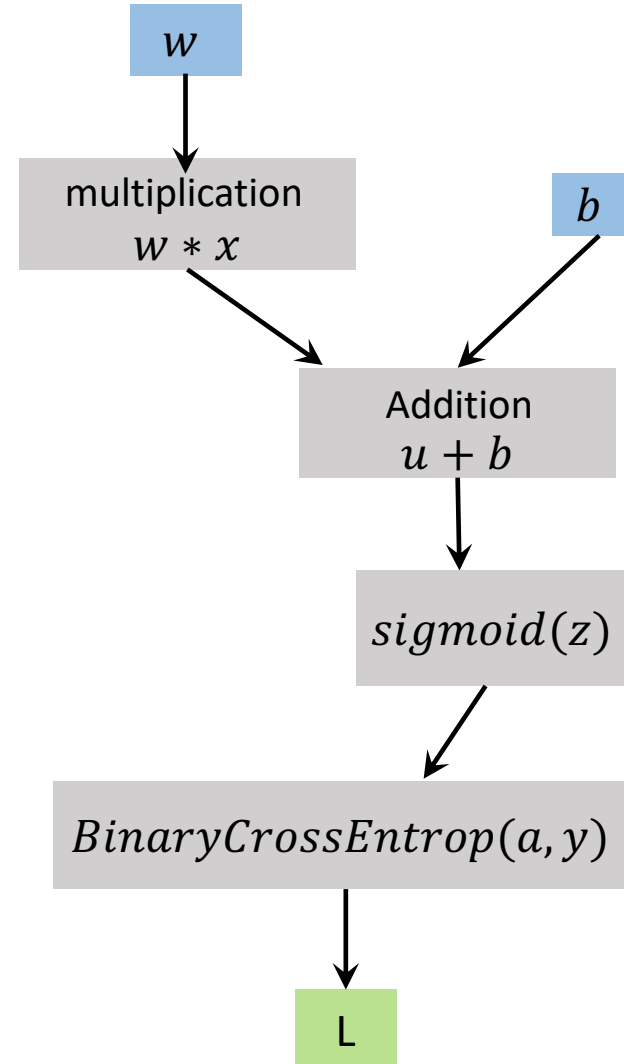 w
multiplication
w ∗ x
b
Addition
u + b
sigmoid(z)
BinaryCrossEntrop(a, y)
L